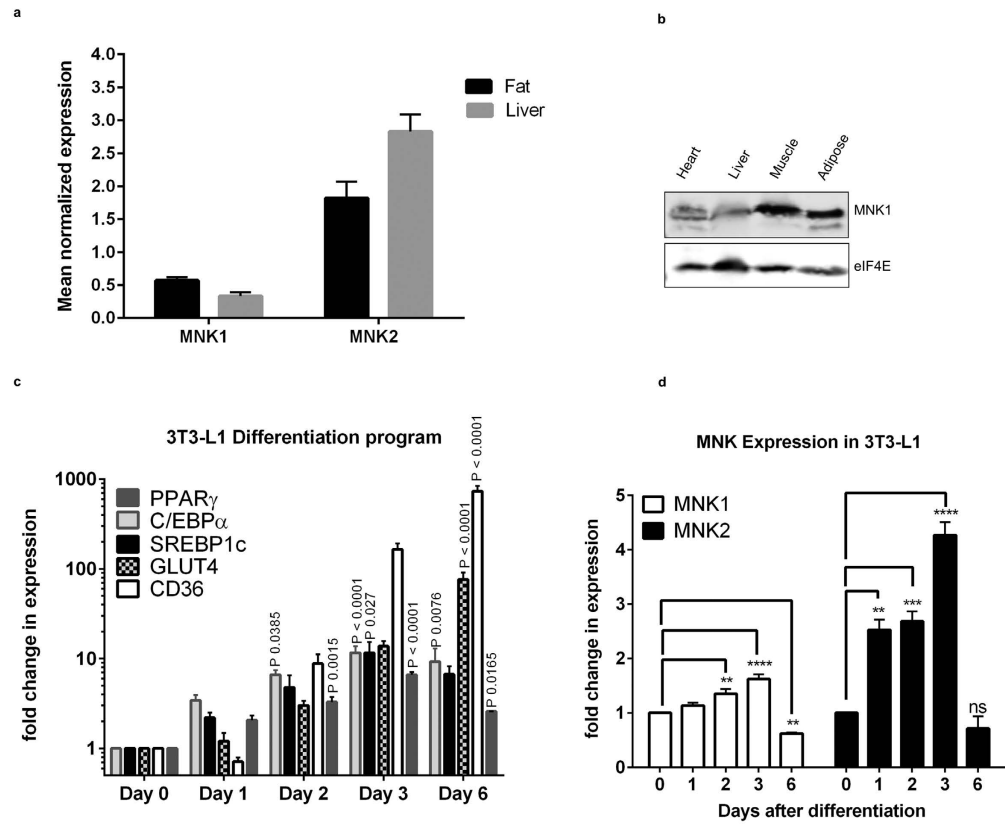 a
Mean normalized expression
4.0
3.5
3.0
2.5
2.0
1.5
1.0
0.5
0.0
MNK1
MNK2
Fat
Liver
b
Heart
Liver
Muscle
Adipose
MNK1
eIF4E
c
3T3-L1 Differentiation program
fold change in expression
1000
100
10
1
PPARγ
C/EBPα
SREBP1c
GLUT4
CD36
P 0.0385
P 0.0015
P < 0.0001
P 0.027
P < 0.0001
P 0.0076
P < 0.0001
P < 0.0001
P 0.0165
Day 0
Day 1
Day 2
Day 3
Day 6
d
MNK Expression in 3T3-L1
fold change in expression
5
4
3
2
1
0
MNK1
MNK2
**
****
**
**
***
****
ns
0 1 2 3 6 0 1 2 3 6
Days after differentiation